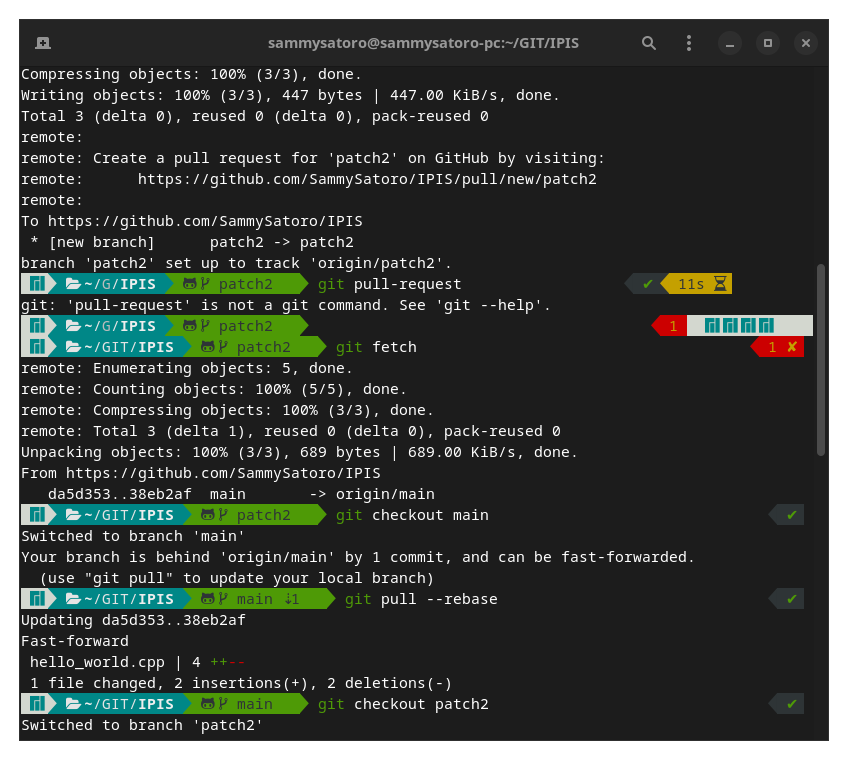 sammysatoro@sammysatoro-pc:~/GIT/IPIS
Compressing objects: 100% (3/3), done.
Writing objects: 100% (3/3), 447 bytes | 447.00 KiB/s, done.
Total 3 (delta 0), reused 0 (delta 0), pack-reused 0
remote:
remote: Create a pull request for 'patch2' on GitHub by visiting:
remote:      https://github.com/SammySatoro/IPIS/pull/new/patch2
remote:
To https://github.com/SammySatoro/IPIS
 * [new branch]      patch2 -> patch2
branch 'patch2' set up to track 'origin/patch2'.
~/G/IPIS patch2 git pull-request ✔ 11s
git: 'pull-request' is not a git command. See 'git --help'.
~/G/IPIS patch2 1
~/GIT/IPIS patch2 git fetch 1 ✘
remote: Enumerating objects: 5, done.
remote: Counting objects: 100% (5/5), done.
remote: Compressing objects: 100% (3/3), done.
remote: Total 3 (delta 1), reused 0 (delta 0), pack-reused 0
Unpacking objects: 100% (3/3), 689 bytes | 689.00 KiB/s, done.
From https://github.com/SammySatoro/IPIS
   da5d353..38eb2af  main       -> origin/main
~/GIT/IPIS patch2 git checkout main ✔
Switched to branch 'main'
Your branch is behind 'origin/main' by 1 commit, and can be fast-forwarded.
  (use "git pull" to update your local branch)
~/GIT/IPIS main ⇣1 git pull --rebase ✔
Updating da5d353..38eb2af
Fast-forward
 hello_world.cpp | 4 ++--
 1 file changed, 2 insertions(+), 2 deletions(-)
~/GIT/IPIS main git checkout patch2 ✔
Switched to branch 'patch2'